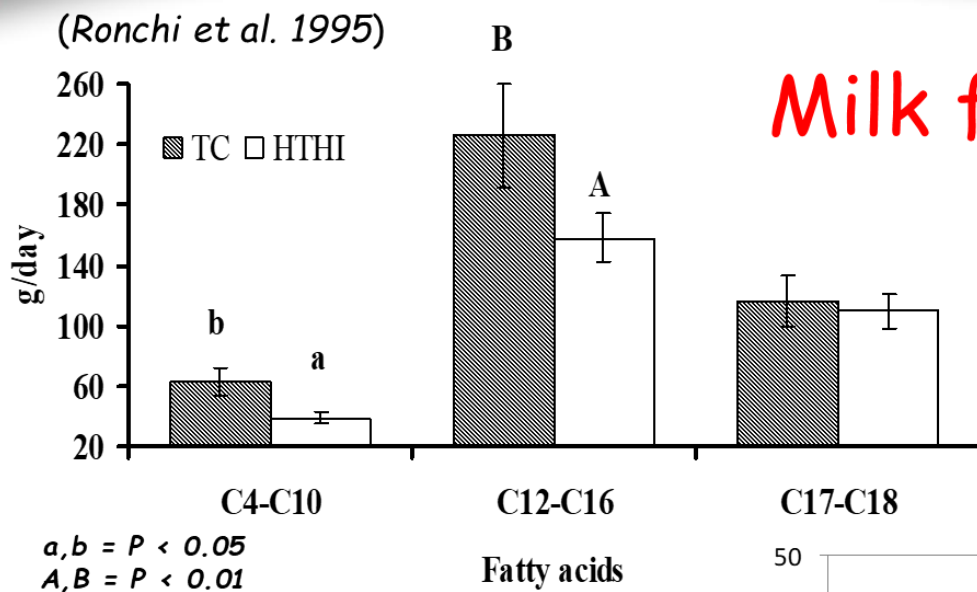 (Ronchi et al. 1995)
Milk f
B
260
220
180
140
100
60
20
g/day
TC HTHI
A
b
a
C4-C10 C12-C16 C17-C18
Fatty acids
a,b = P < 0.05
A,B = P < 0.01
50